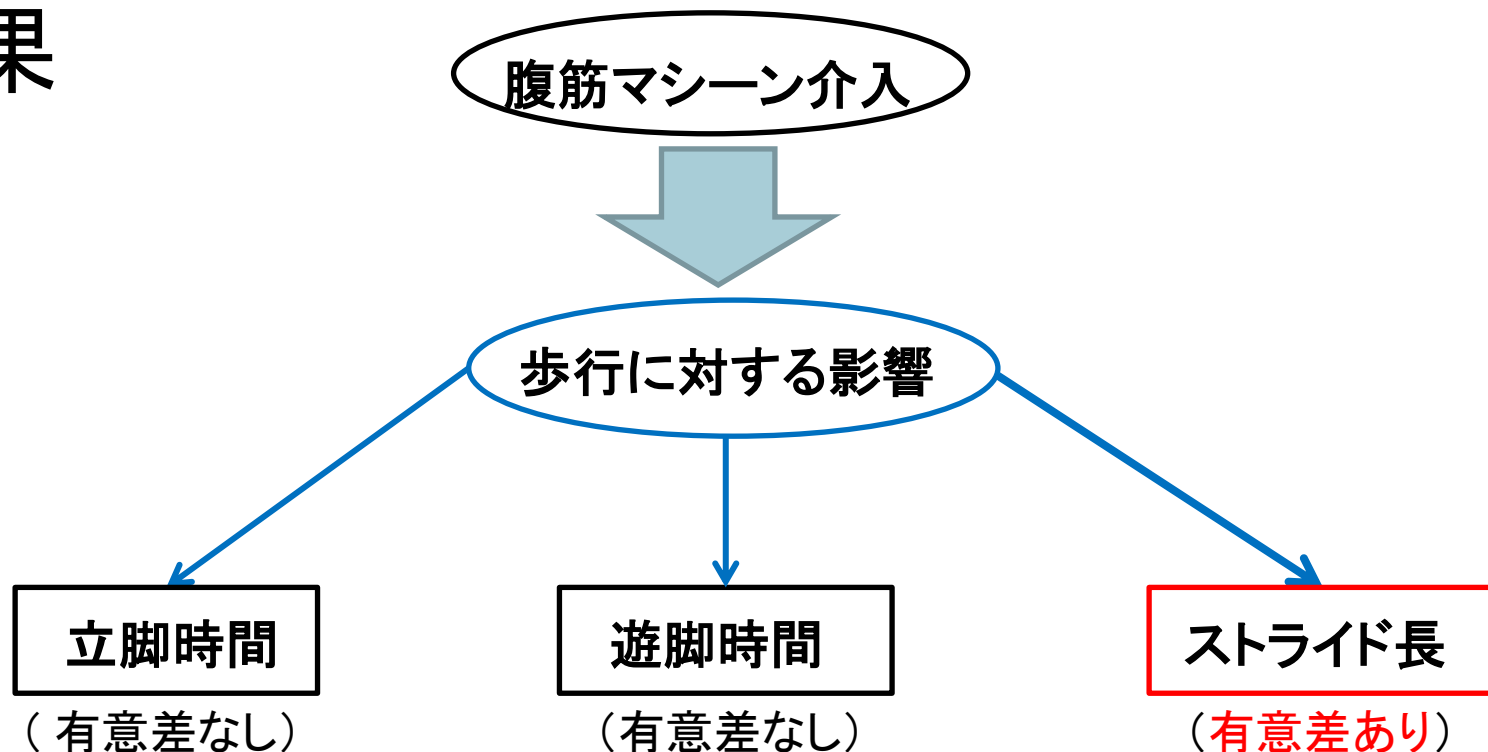 果
腹筋マシーン介入
歩行に対する影響
立脚時間
遊脚時間
ストライド長
( 有意差なし)
(有意差なし)
(有意差あり)